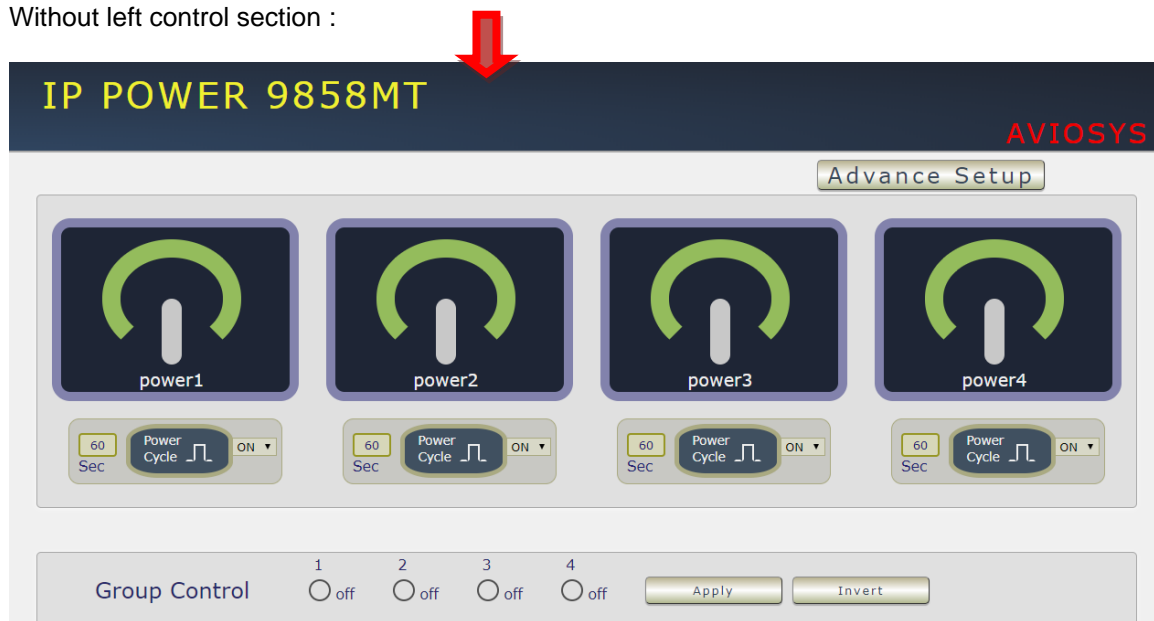 Without left control section :
IP POWER 9858MT
AVIOSYS
Advance Setup
power1 power2 power3 power4
60 Sec Power Cycle ON
60 Sec Power Cycle ON
60 Sec Power Cycle ON
60 Sec Power Cycle ON
1 2 3 4
Group Control off off off off Apply Invert